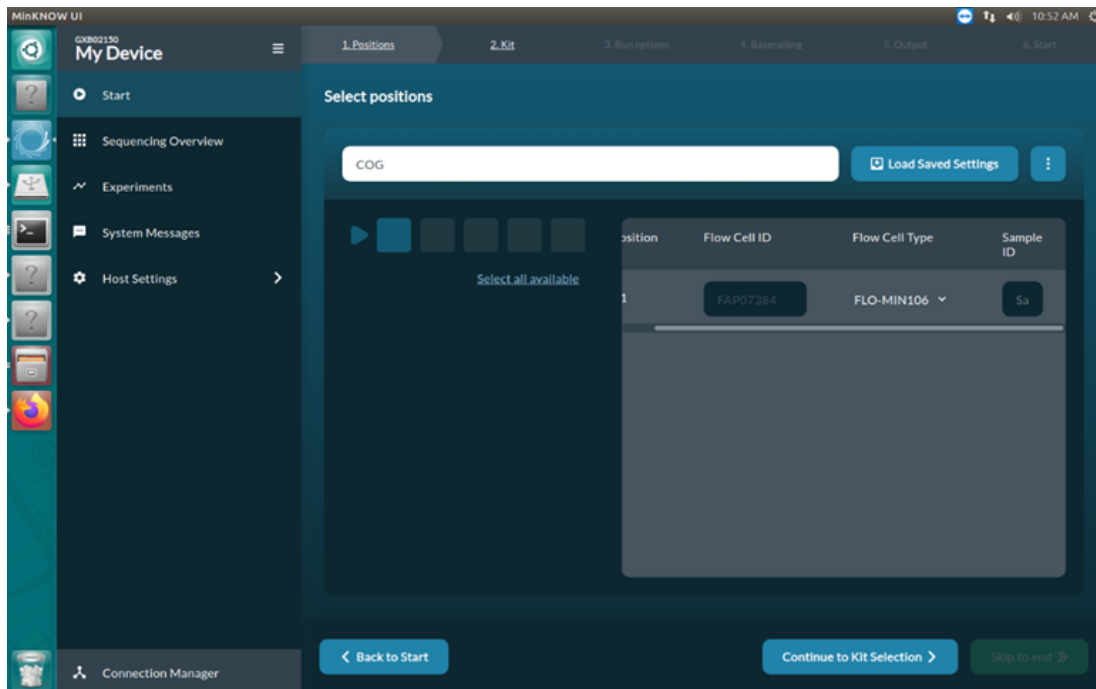 MinKNOW UI
10:52 AM
GXB02150
My Device
Start
Sequencing Overview
Experiments
System Messages
Host Settings
Connection Manager
1. Positions
2. Kit
3. Run options
4. Basecalling
5. Output
6. Start
Select positions
COG
Load Saved Settings
Select all available
osition
Flow Cell ID
Flow Cell Type
Sample
ID
1
FAP07384
FLO-MIN106
Sa
Back to Start
Continue to Kit Selection
Skip to end